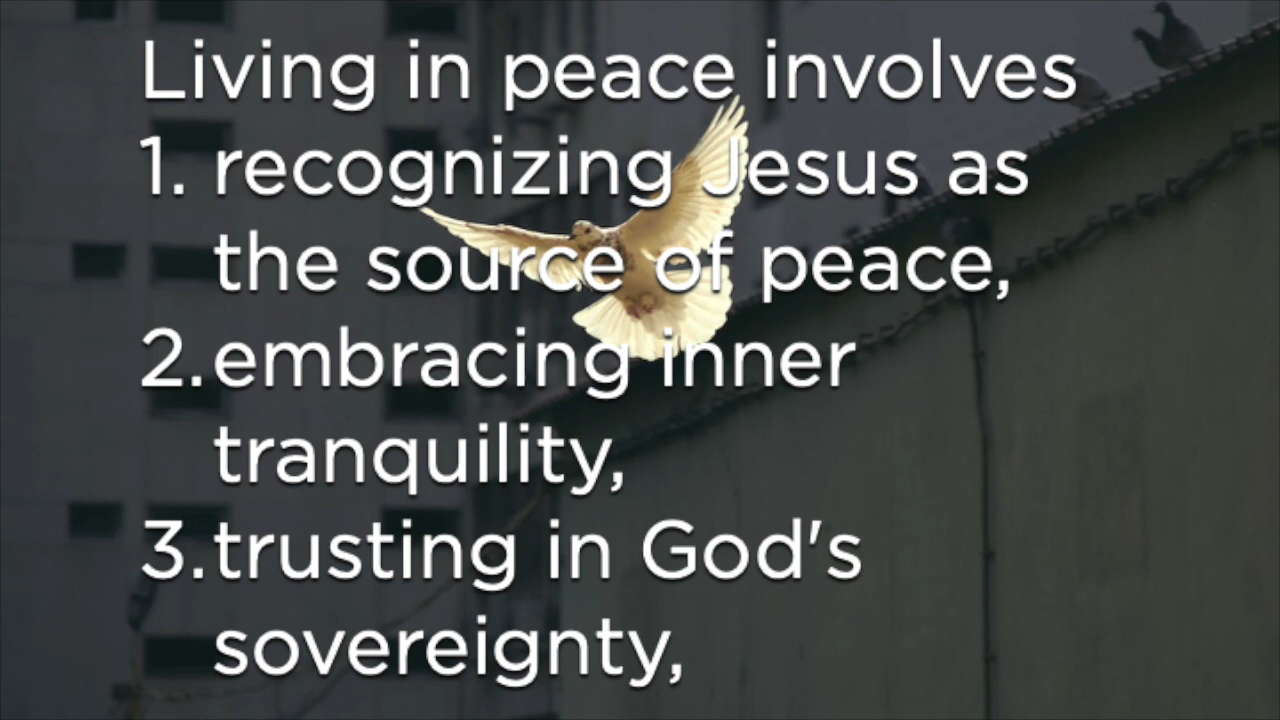 Living in peace involves
1. recognizing Jesus as
the source of peace,
2. embracing inner
tranquility,
3. trusting in God's
sovereignty,